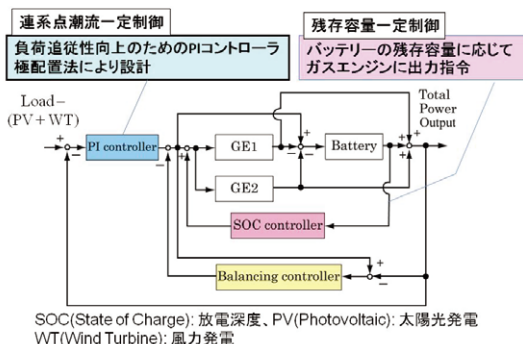 連系点潮流一定制御
負荷追従性向上のためのPIコントローラ
極配置法により設計
残存容量一定制御
バッテリーの残存容量に応じて
ガスエンジンに出力指令
Load−
(PV+WT)
Total
Power
Output
PI controller
GE1
Battery
GE2
SOC controller
Balancing controller
SOC(State of Charge): 放電深度、PV(Photovoltaic): 太陽光発電
WT(Wind Turbine): 風力発電